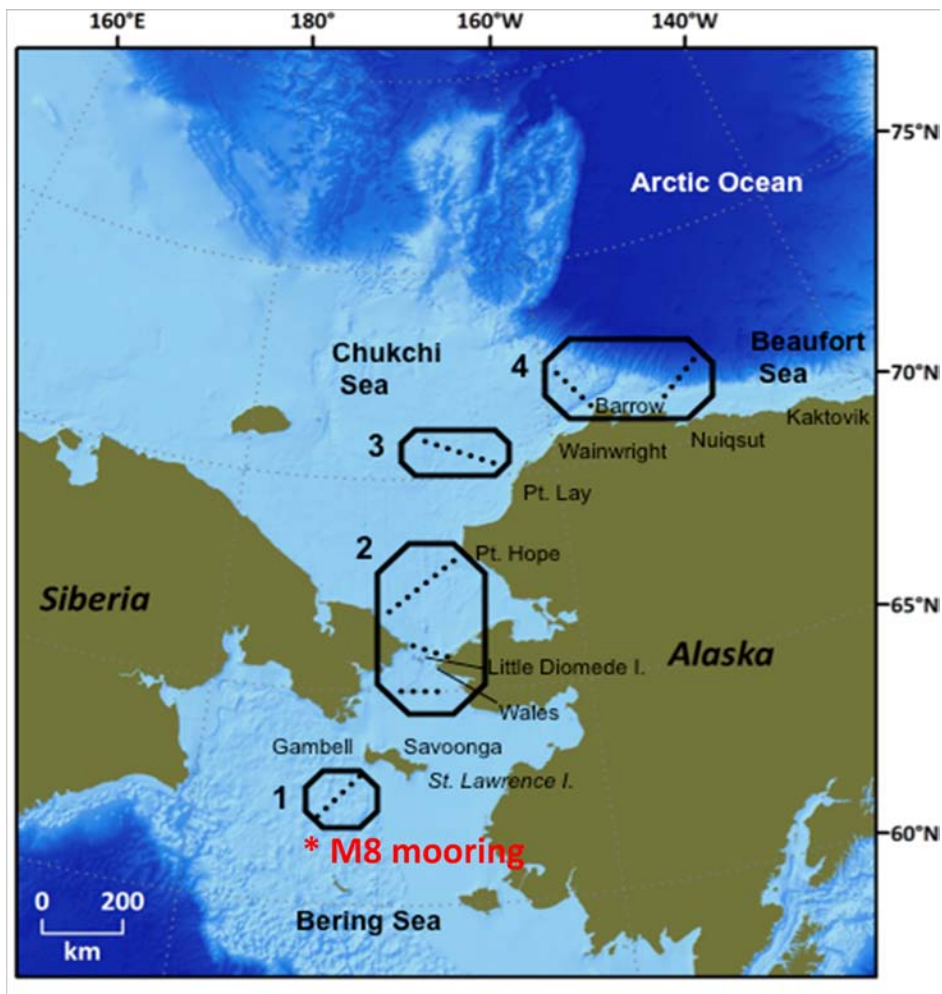 160°E 180° 160°W 140°W
75°N
Arctic Ocean
Chukchi
Sea
Beaufort
Sea
4
70°N
Barrow
Kaktovik
3
Wainwright
Nuiqsut
Pt. Lay
2
Pt. Hope
Siberia
65°N
Alaska
Little Diomede I.
Wales
Gambell
Savoonga
St. Lawrence I.
1
60°N
* M8 mooring
0 200
km
Bering Sea